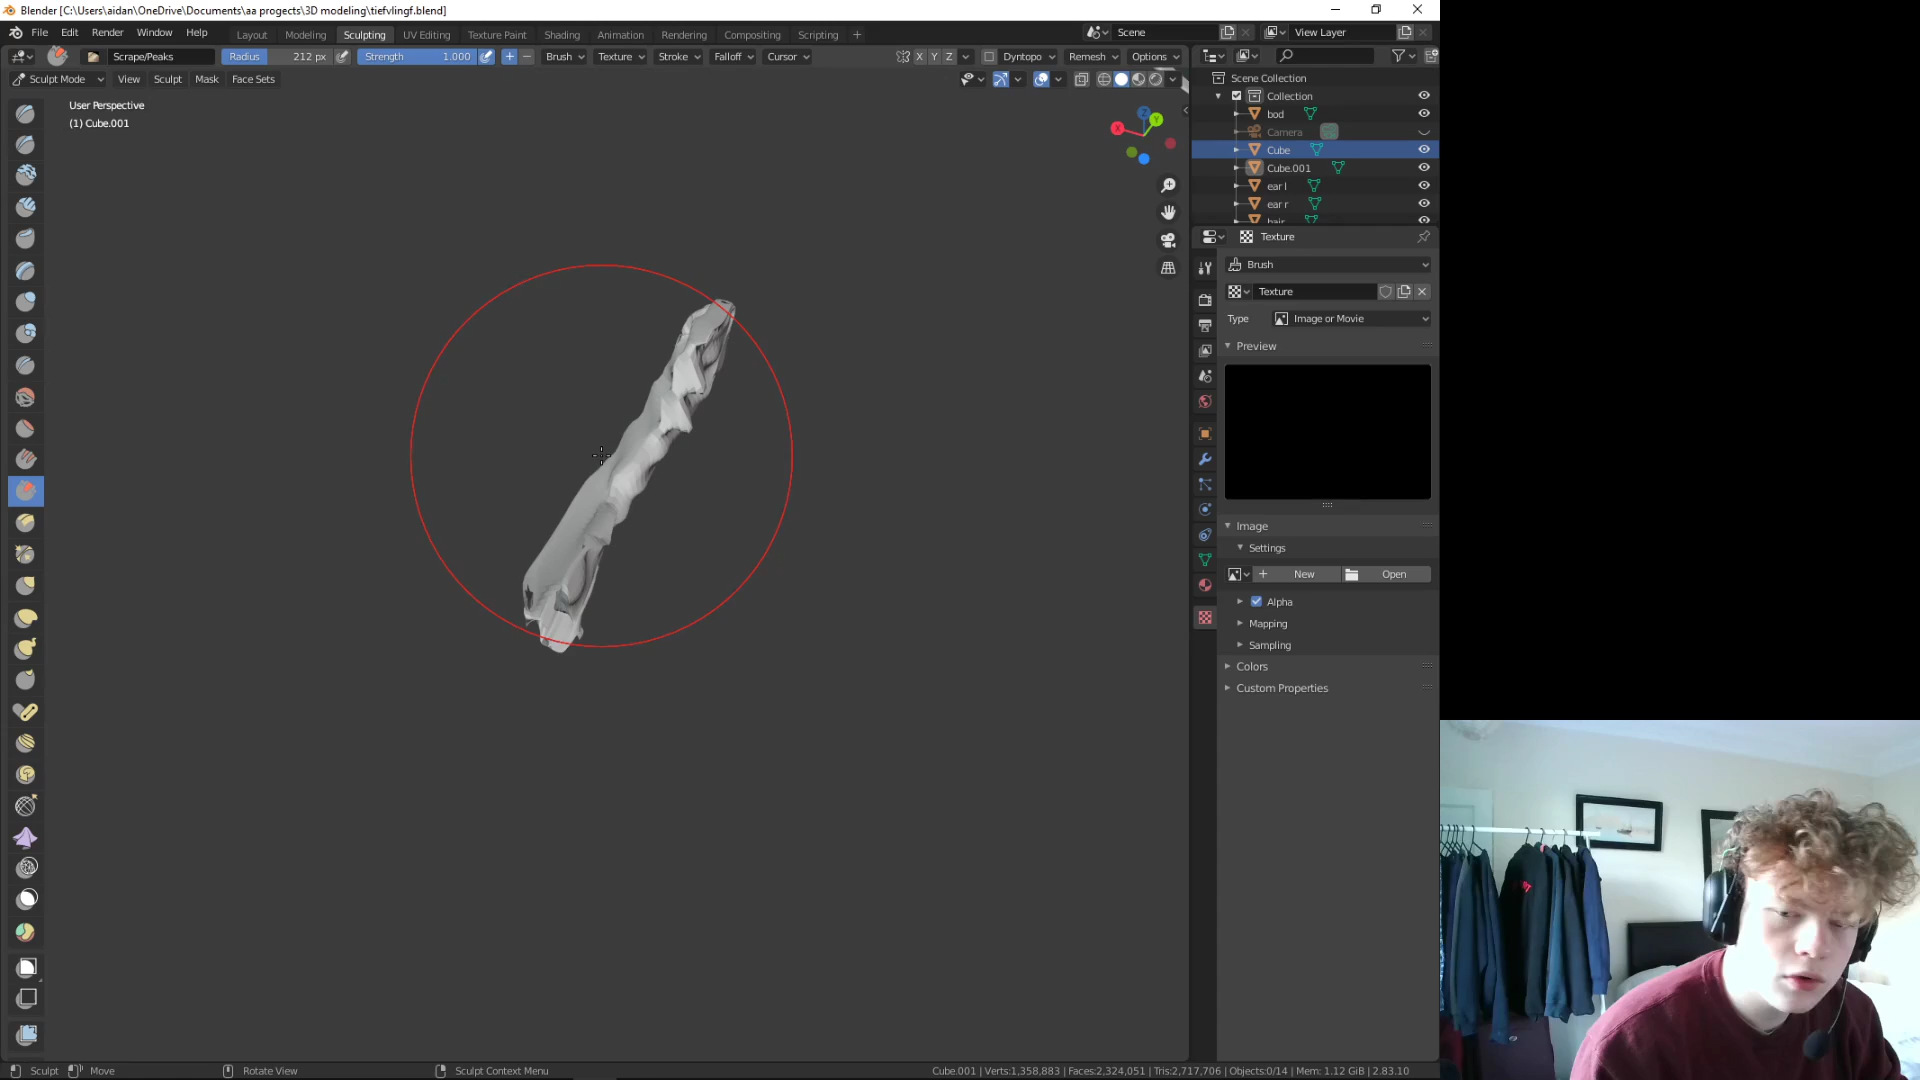 Blender [C:\Users\aidan\OneDrive\Documents\aa progects\3D modeling\tiefvlingf.blend]
File Edit Render Window Help Layout Modeling Sculpting UV Editing Texture Paint Shading Animation Rendering Compositing Scripting + Scene View Layer
Scrape/Peaks Radius 212 px Strength 1.000 + − Brush Texture Stroke Falloff Cursor X Y Z Dyntopo Remesh Options
Sculpt Mode View Sculpt Mask Face Sets
Scene Collection
Collection
bod
Camera
Cube
Cube.001
ear l
ear r
hair
User Perspective
(1) Cube.001
Z
Y
X
Texture
Brush
Texture
Type Image or Movie
Preview
Image
Settings
+ New Open
Alpha
Mapping
Sampling
Colors
Custom Properties
Sculpt Move Rotate View Sculpt Context Menu Cube.001 | Verts:1,358,883 | Faces:2,324,051 | Tris:2,717,706 | Objects:0/14 | Mem: 1.12 GiB | 2.83.10